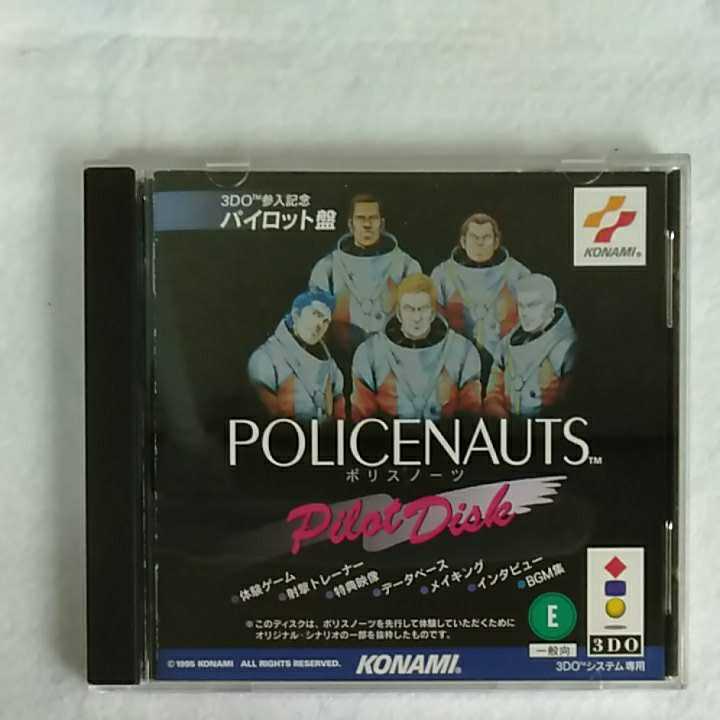 3DO™参入記念
パイロット盤
KONAMI®
POLICENAUTS™
ポリスノーツ
Pilot Disk
●体験ゲーム
●射撃トレーナー
●特典映像
●データベース
●メイキング
●インタビュー
●BGM集
※このディスクは、ポリスノーツを先行して体験していただくために
オリジナル・シナリオの一部を抜粋したものです。
E
一般向
3DO
3DO™システム専用
©1995 KONAMI ALL RIGHTS RESERVED.
KONAMI®